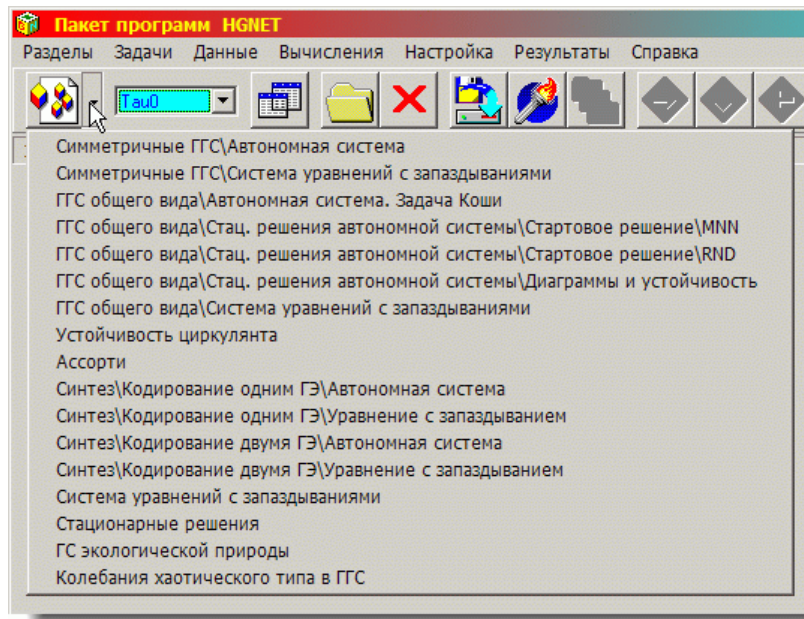 Пакет программ HGNET
Разделы Задачи Данные Вычисления Настройка Результаты Справка
Tau0
Симметричные ГГС\Автономная система
Симметричные ГГС\Система уравнений с запаздываниями
ГГС общего вида\Автономная система. Задача Коши
ГГС общего вида\Стац. решения автономной системы\Стартовое решение\MNN
ГГС общего вида\Стац. решения автономной системы\Стартовое решение\RND
ГГС общего вида\Стац. решения автономной системы\Диаграммы и устойчивость
ГГС общего вида\Система уравнений с запаздываниями
Устойчивость циркулянта
Ассорти
Синтез\Кодирование одним ГЭ\Автономная система
Синтез\Кодирование одним ГЭ\Уравнение с запаздыванием
Синтез\Кодирование двумя ГЭ\Автономная система
Синтез\Кодирование двумя ГЭ\Уравнение с запаздыванием
Система уравнений с запаздываниями
Стационарные решения
ГС экологической природы
Колебания хаотического типа в ГГС